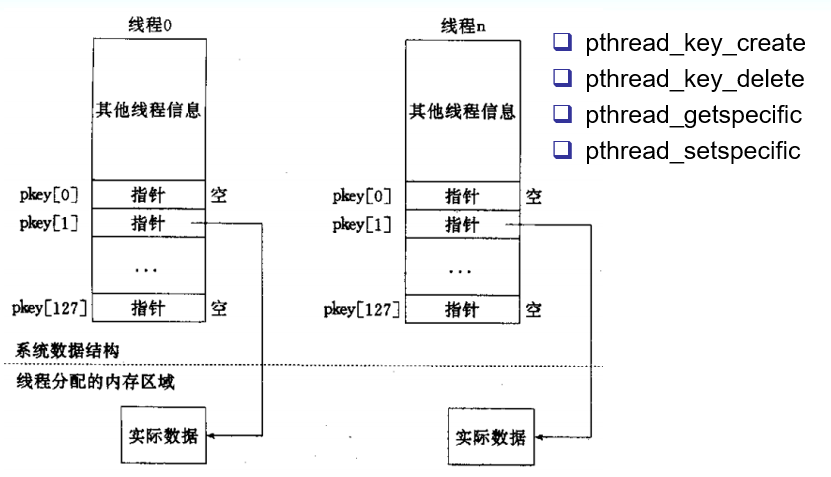 线程0
其他线程信息
pkey[0] 指针 空
pkey[1] 指针
...
pkey[127] 指针 空
线程n
其他线程信息
pkey[0] 指针 空
pkey[1] 指针
...
pkey[127] 指针 空
系统数据结构
线程分配的内存区域
实际数据
实际数据
pthread_key_create
pthread_key_delete
pthread_getspecific
pthread_setspecific